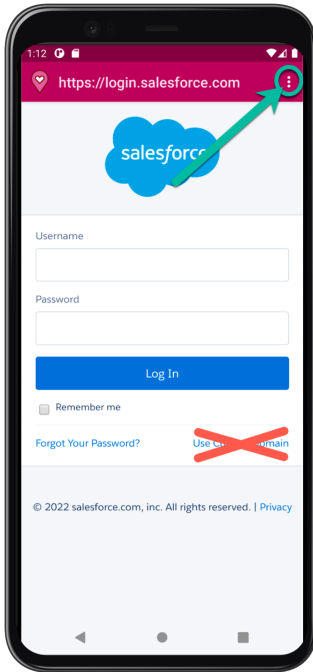 1:12
https://login.salesforce.com
salesforce
Username
Password
Log In
Remember me
Forgot Your Password?
Use Domain
© 2022 salesforce.com, inc. All rights reserved. | Privacy